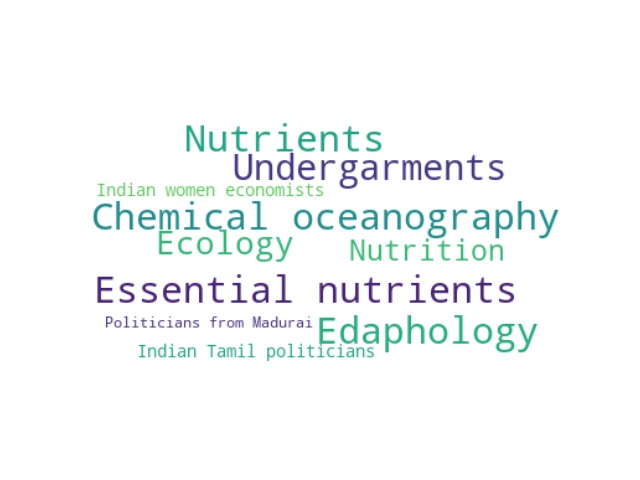 Nutrients
Undergarments
Indian women economists
Chemical oceanography
Ecology
Nutrition
Essential nutrients
Politicians from Madurai
Edaphology
Indian Tamil politicians